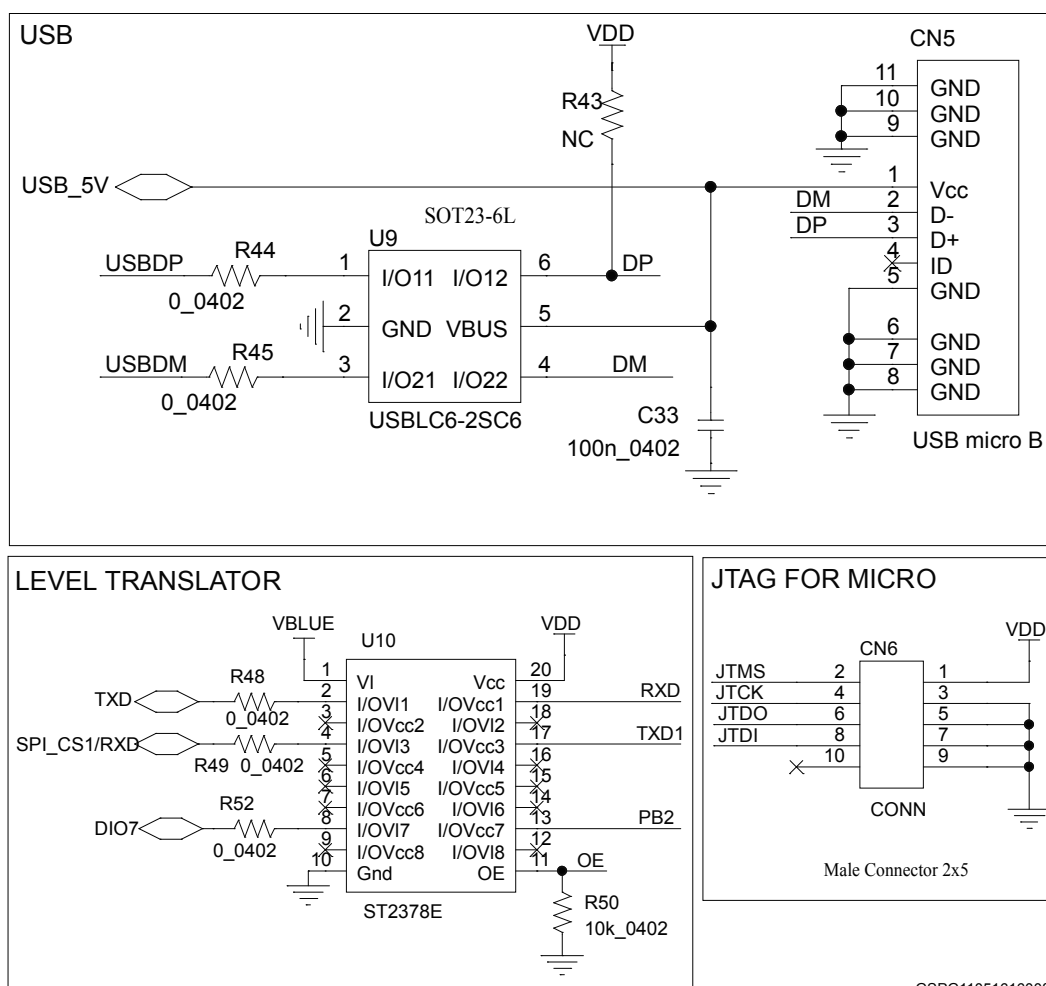 USB
VDD
CN5
R43
NC
11 GND
10 GND
9 GND
USB_5V
1 Vcc
DM 2 D-
DP 3 D+
4 ID
5 GND
6 GND
7 GND
8 GND
USB micro B
SOT23-6L
U9
USBDP R44 1 I/O11 I/O12 6 DP
0_0402
2 GND VBUS 5
USBDM R45 3 I/O21 I/O22 4 DM
0_0402
USBLC6-2SC6
C33
100n_0402
LEVEL TRANSLATOR
VBLUE U10 VDD
1 VI Vcc 20
TXD R48 2 I/OVI1 I/OVcc1 19 RXD
0_0402 3 I/OVcc2 I/OVI2 18
SPI_CS1/RXD 4 I/OVI3 I/OVcc3 17 TXD1
R49 0_0402 5 I/OVcc4 I/OVI4 16
6 I/OVI5 I/OVcc5 15
R52 7 I/OVcc6 I/OVI6 14
DIO7 8 I/OVI7 I/OVcc7 13 PB2
0_0402 9 I/OVcc8 I/OVI8 12
10 Gnd OE 11 OE
ST2378E
R50
10k_0402
JTAG FOR MICRO
VDD
CN6
JTMS 2 1
JTCK 4 3
JTDO 6 5
JTDI 8 7
10 9
CONN
Male Connector 2x5